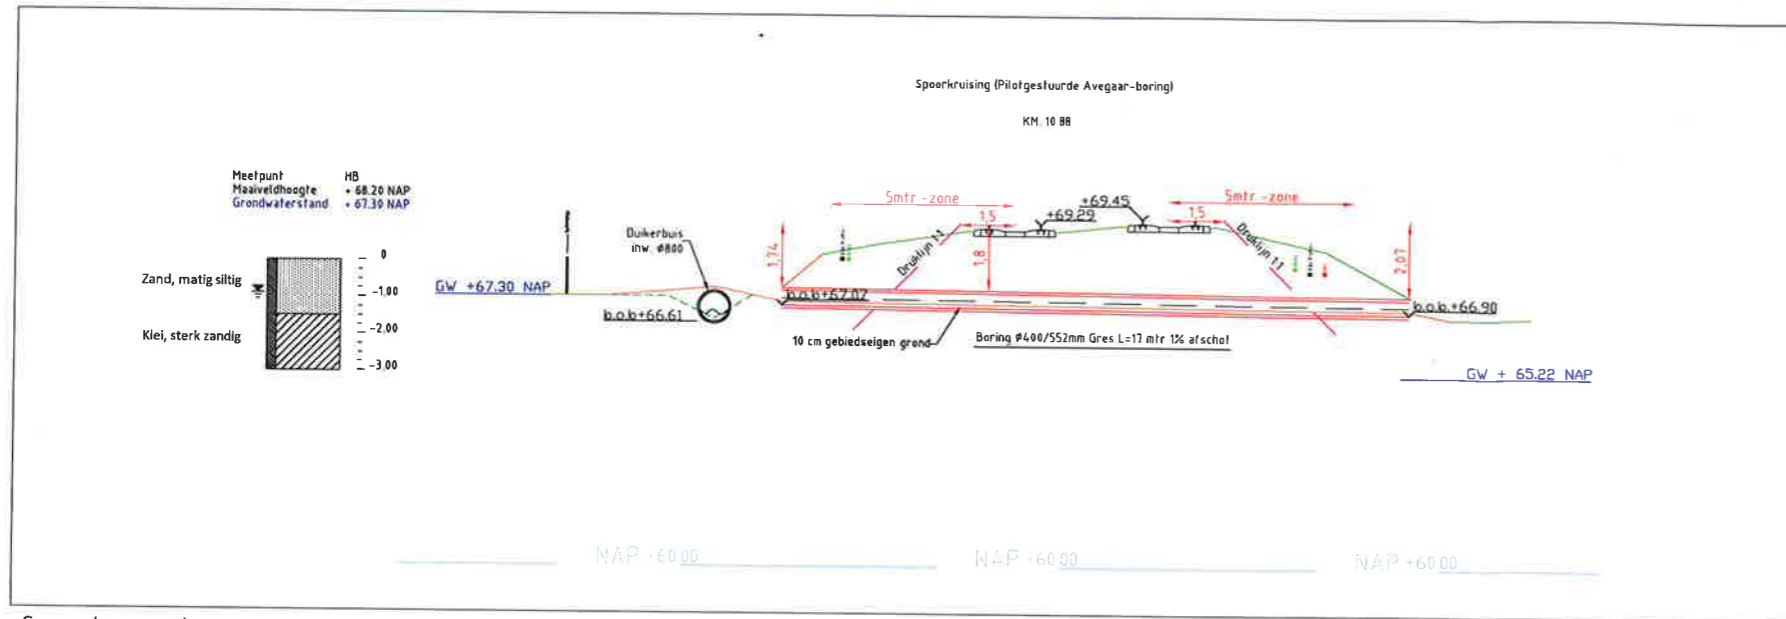 Spoorkruising (Pilotgestuurde Avegaar-boring)
KM. 10.88
Meetpunt HB
Maaiveldhoogte + 68.20 NAP
Grondwaterstand + 67.30 NAP
0
-1,00
-2,00
-3,00
Zand, matig siltig
Klei, sterk zandig
GW +67.30 NAP
Duikerbuis
inw. ø800
b.o.b+66.61
5mtr.-zone
5mtr.-zone
1,5
+69.29
+69.45
1,5
1,74
Druklijn 1:1
1,8
Druklijn 1:1
2,07
b.o.b+67.07
b.o.b+66.90
10 cm gebiedseigen grond
Boring ø400/552mm Gres L=17 mtr 1% afschot
GW + 65.22 NAP
NAP +60.00
NAP +60.00
NAP +60.00